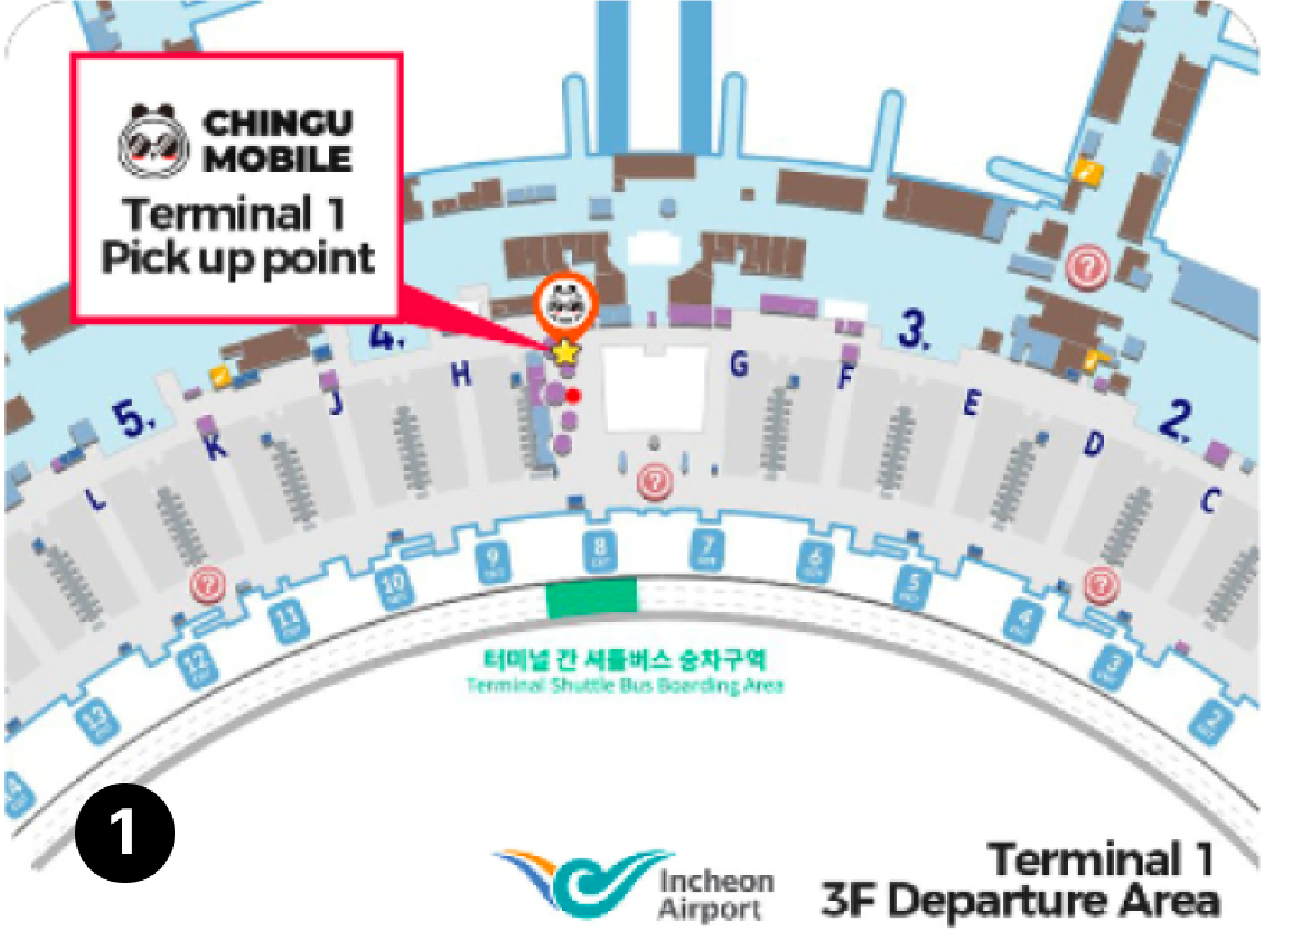 CHINGU
MOBILE
Terminal 1
Pick up point
4.
3.
5.
2.
H
G
F
J
E
K
D
L
C
?
?
?
?
9
8
7
6
10
5
11
4
12
3
13
2
터미널 간 셔틀버스 승차구역
Terminal Shuttle Bus Boarding Area
1
Incheon
Airport
Terminal 1
3F Departure Area